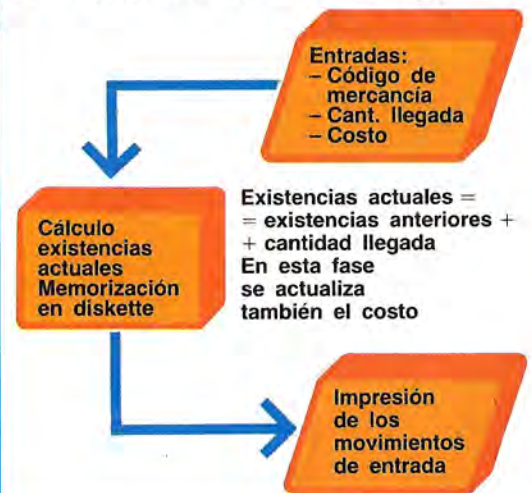 Entradas:
– Código de
mercancía
– Cant. llegada
– Costo
Cálculo
existencias
actuales
Memorización
en diskette
Existencias actuales =
= existencias anteriores +
+ cantidad llegada
En esta fase
se actualiza
también el costo
Impresión
de los
movimientos
de entrada